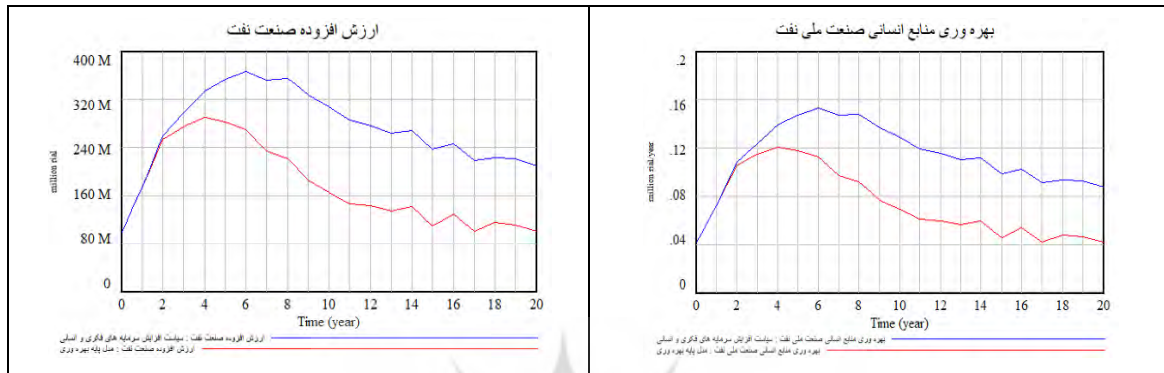 ارزش افزوده صنعت نفت
400 M
320 M
240 M
160 M
80 M
0
million rial
0 2 4 6 8 10 12 14 16 18 20
Time (year)
ارزش افزوده صنعت نفت : سیاست افزایش سرمایه های فکری و انسانی
ارزش افزوده صنعت نفت : مدل پایه بهره وری
بهره وری منابع انسانی صنعت ملی نفت
.2
.16
.12
.08
.04
0
million rial/year
0 2 4 6 8 10 12 14 16 18 20
Time (year)
بهره وری منابع انسانی صنعت ملی نفت : سیاست افزایش سرمایه های فکری و انسانی
بهره وری منابع انسانی صنعت ملی نفت : مدل پایه بهره وری